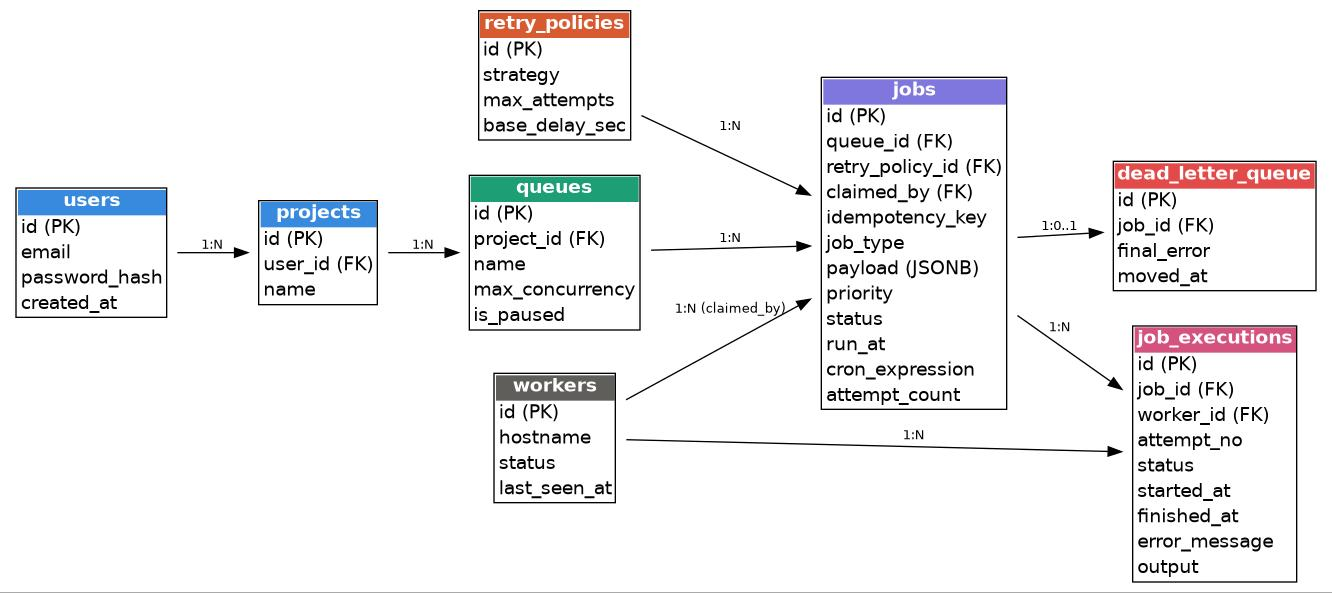 retry_policies
id (PK)
strategy
max_attempts
base_delay_sec
jobs
id (PK)
queue_id (FK)
retry_policy_id (FK)
claimed_by (FK)
idempotency_key
job_type
payload (JSONB)
priority
status
run_at
cron_expression
attempt_count
users
id (PK)
email
password_hash
created_at
projects
id (PK)
user_id (FK)
name
queues
id (PK)
project_id (FK)
name
max_concurrency
is_paused
workers
id (PK)
hostname
status
last_seen_at
dead_letter_queue
id (PK)
job_id (FK)
final_error
moved_at
job_executions
id (PK)
job_id (FK)
worker_id (FK)
attempt_no
status
started_at
finished_at
error_message
output
1:N
1:N
1:N
1:N
1:N (claimed_by)
1:N
1:0..1
1:N